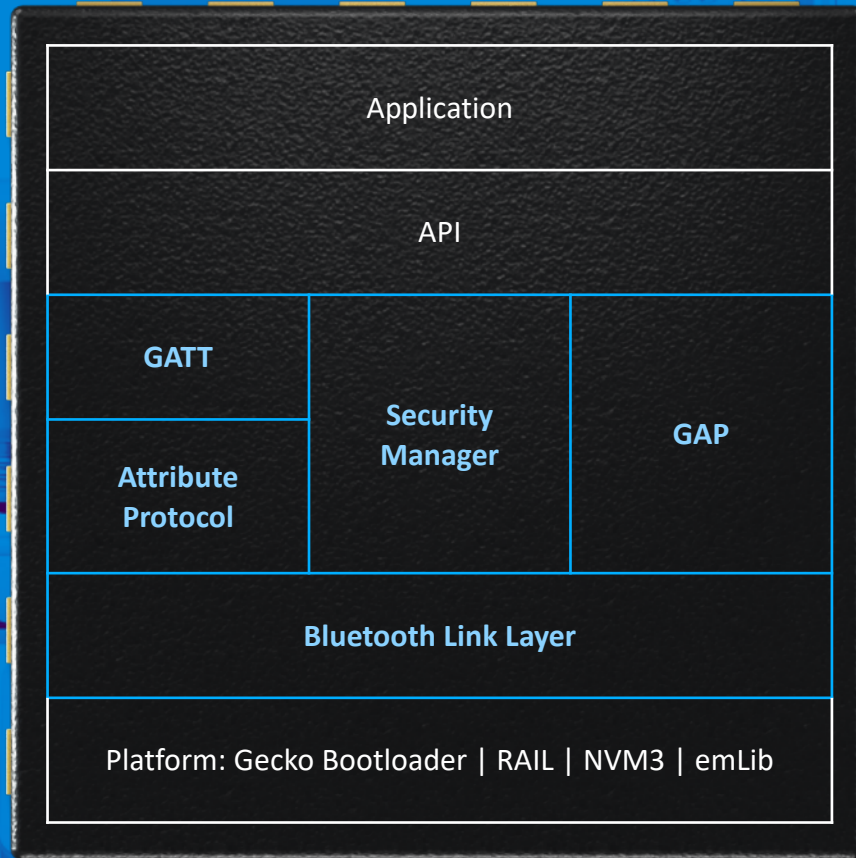 Application
API
GATT
Attribute
Protocol
Security
Manager
GAP
Bluetooth Link Layer
Platform: Gecko Bootloader | RAIL | NVM3 | emLib